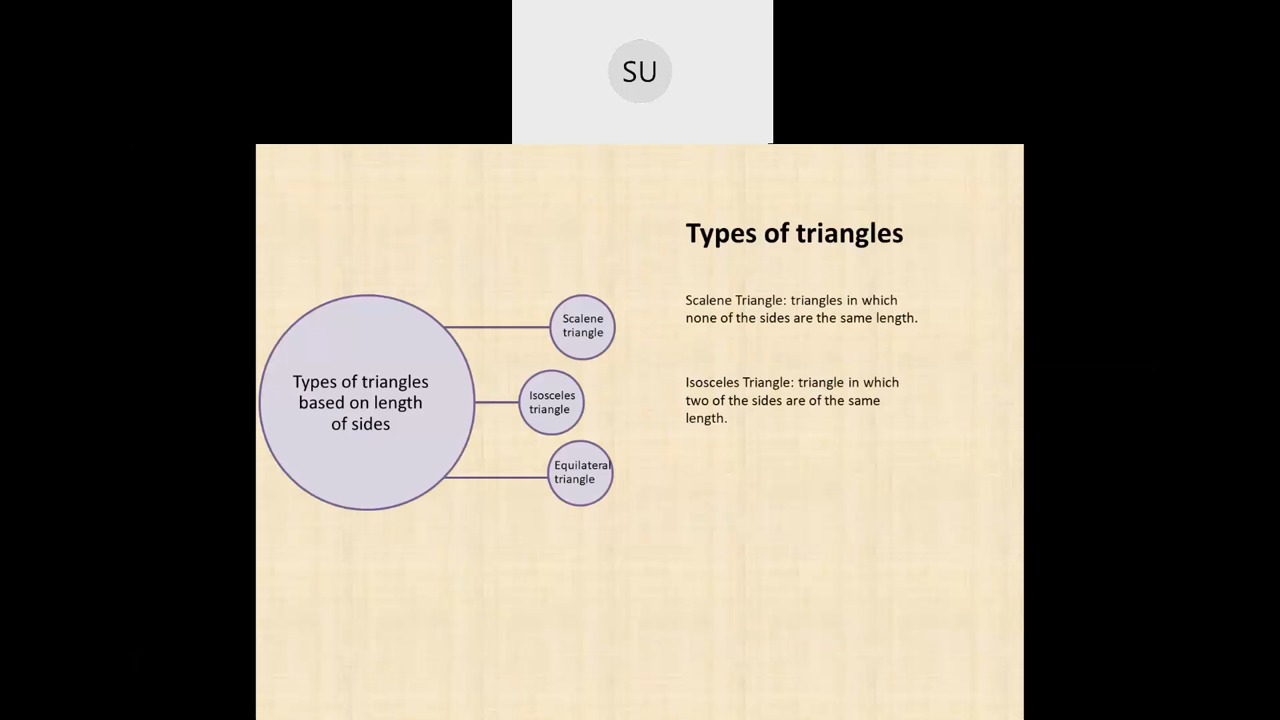 SU
Types of triangles
Scalene Triangle: triangles in which
none of the sides are the same length.
Isosceles Triangle: triangle in which
two of the sides are of the same
length.
Types of triangles
based on length
of sides
Scalene
triangle
Isosceles
triangle
Equilateral
triangle